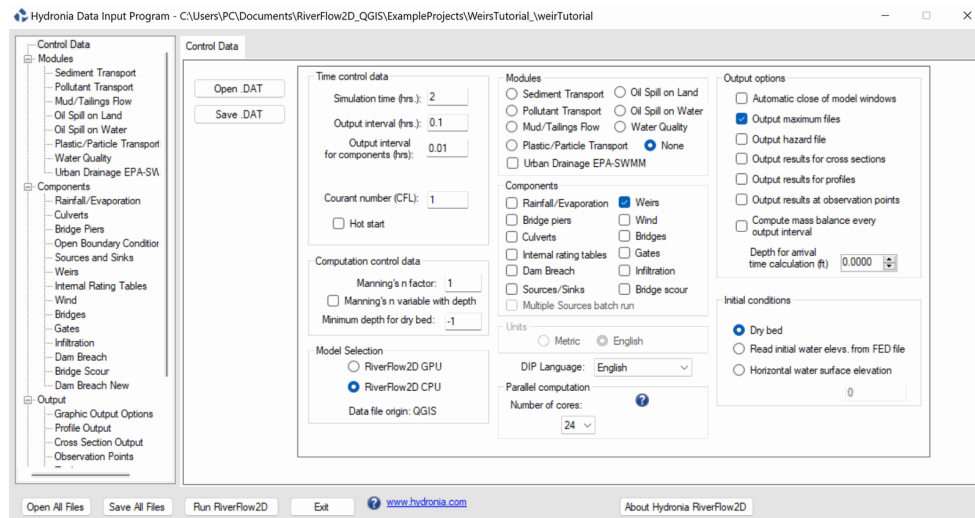 Hydronia Data Input Program - C:\Users\PC\Documents\RiverFlow2D_QGIS\ExampleProjects\WeirsTutorial_\weirTutorial
Control Data
Modules
Sediment Transport
Pollutant Transport
Mud/Tailings Flow
Oil Spill on Land
Oil Spill on Water
Plastic/Particle Transport
Water Quality
Urban Drainage EPA-SW
Components
Rainfall/Evaporation
Culverts
Bridge Piers
Open Boundary Condition
Sources and Sinks
Weirs
Internal Rating Tables
Wind
Bridges
Gates
Infiltration
Dam Breach
Bridge Scour
Dam Breach New
Output
Graphic Output Options
Profile Output
Cross Section Output
Observation Points
Control Data
Open .DAT
Save .DAT
Time control data
Simulation time (hrs.): 2
Output interval (hrs.): 0.1
Output interval
for components (hrs): 0.01
Courant number (CFL): 1
Hot start
Computation control data
Manning's n factor: 1
Manning's n variable with depth
Minimum depth for dry bed: -1
Model Selection
RiverFlow2D GPU
RiverFlow2D CPU
Data file origin: QGIS
Modules
Sediment Transport Oil Spill on Land
Pollutant Transport Oil Spill on Water
Mud/Tailings Flow Water Quality
Plastic/Particle Transport None
Urban Drainage EPA-SWMM
Components
Rainfall/Evaporation Weirs
Bridge piers Wind
Culverts Bridges
Internal rating tables Gates
Dam Breach Infiltration
Sources/Sinks Bridge scour
Multiple Sources batch run
Units
Metric English
DIP Language: English
Parallel computation
Number of cores: ?
24
Output options
Automatic close of model windows
Output maximum files
Output hazard file
Output results for cross sections
Output results for profiles
Output results at observation points
Compute mass balance every
output interval
Depth for arrival
time calculation (ft) 0.0000
Initial conditions
Dry bed
Read initial water elevs. from FED file
Horizontal water surface elevation
0
Open All Files Save All Files Run RiverFlow2D Exit ? www.hydronia.com About Hydronia RiverFlow2D